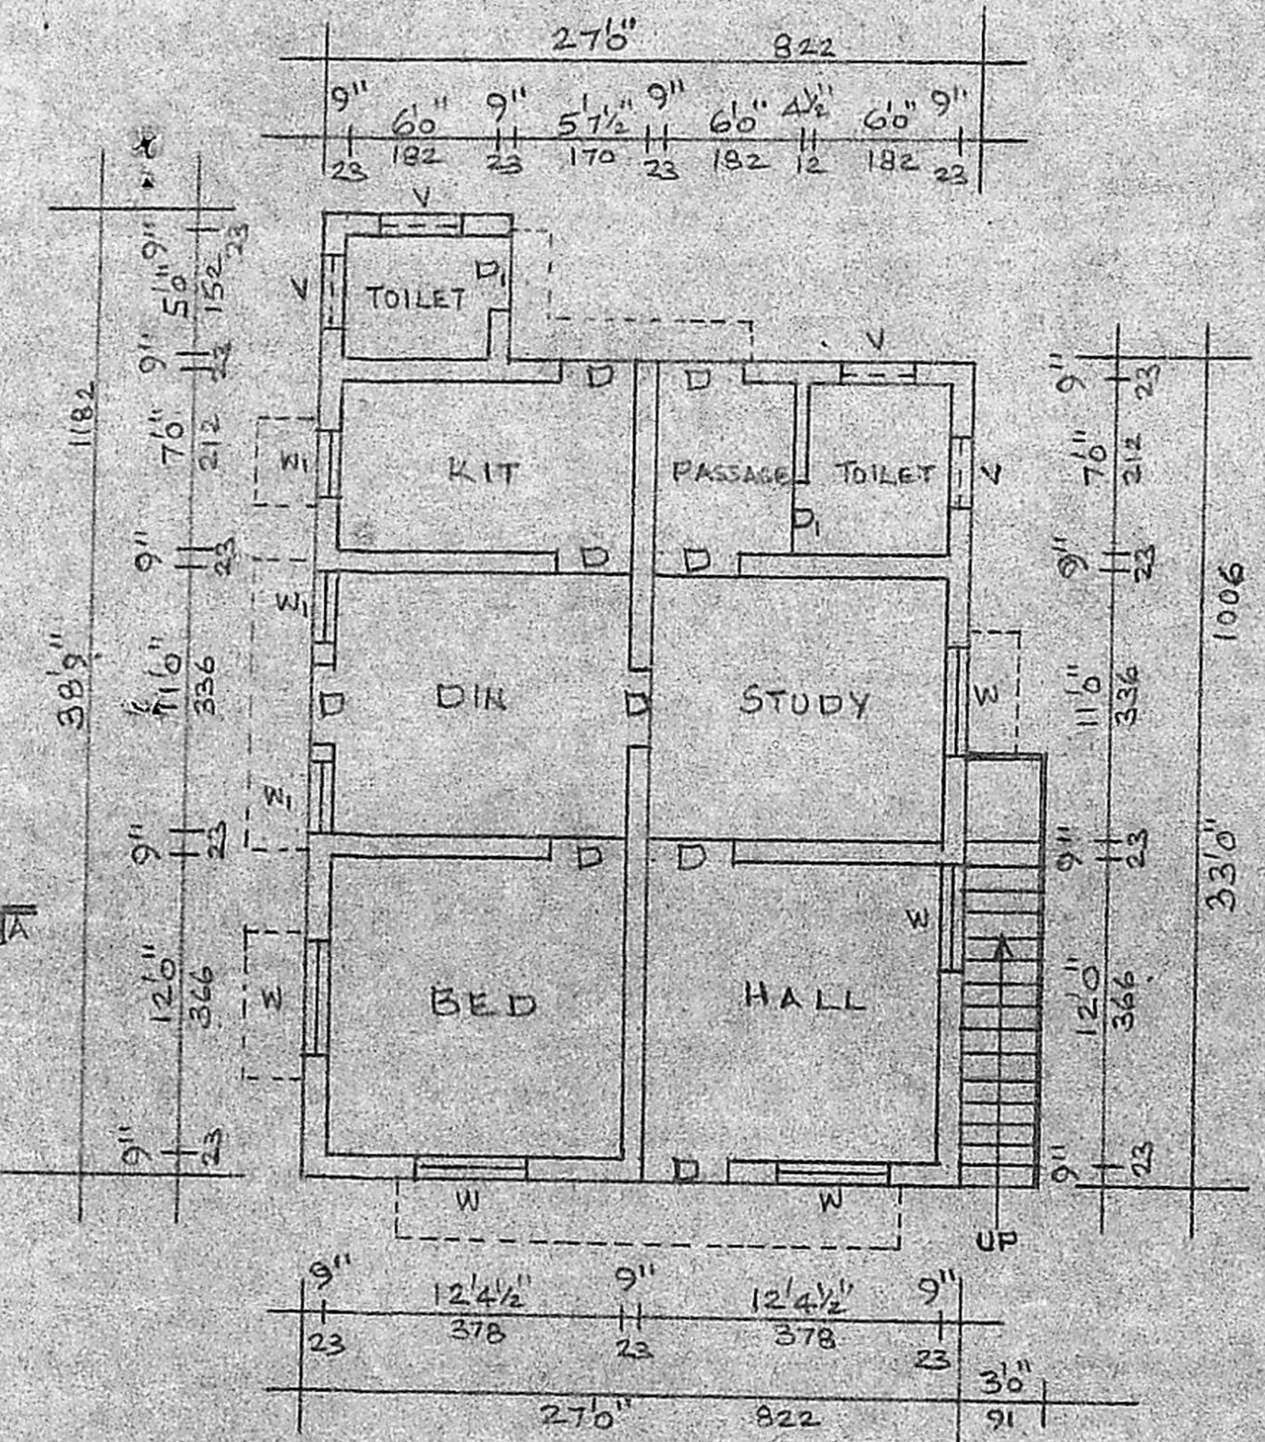 27'0" 822
9" 6'0" 9" 5'7½" 9" 6'0" 4½" 6'0" 9"
23 182 23 170 23 182 12 182 23
V
V
TOILET D1
9" 23
5'0" 152
9" 23
7'0" 212
9" 23
11'0" 336
9" 23
12'0" 366
9" 23
1182
38'9"
A
D D V
W1 KIT PASSAGE TOILET V
D1
D D
W1
D DIN D STUDY W
W1
D D
W
W BED HALL
D
W W
UP
9" 23
7'0" 212
9" 23
11'0" 336
9" 23
12'0" 366
9" 23
1006
33'0"
9" 12'4½" 9" 12'4½" 9"
23 378 23 378 23
3'0"
27'0" 822 91